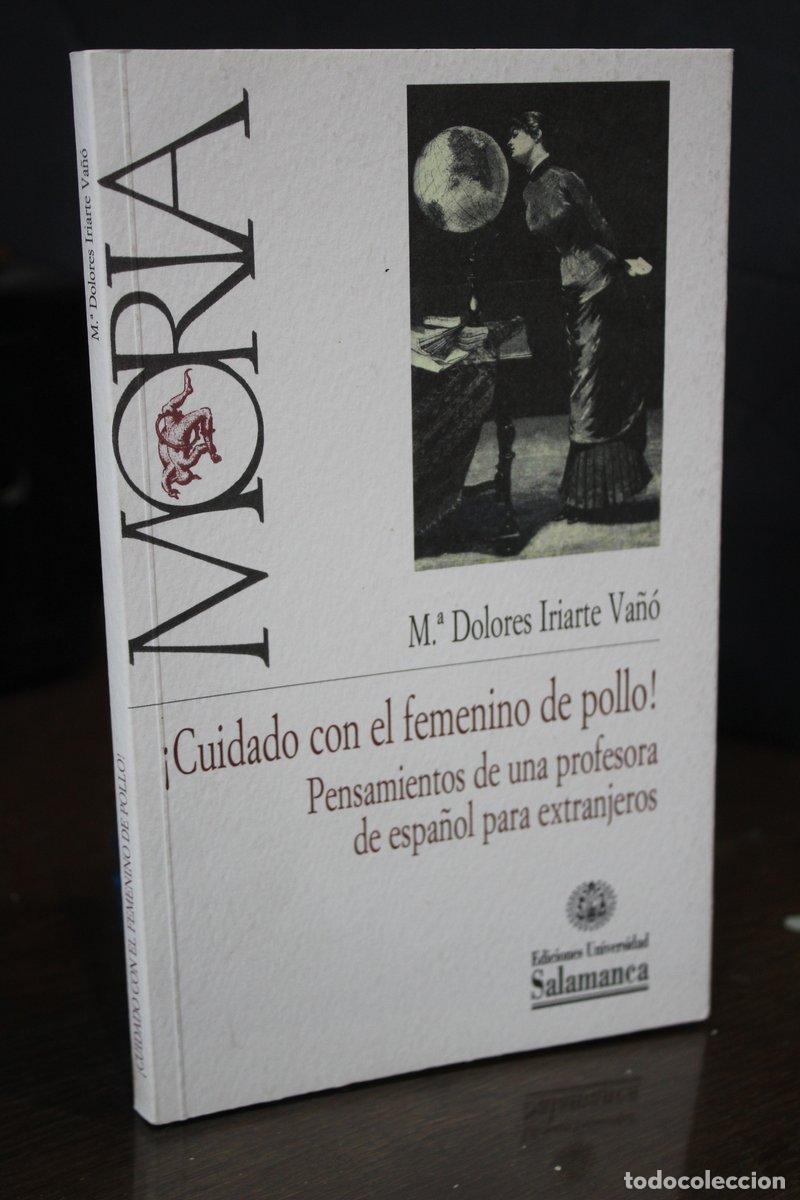 M.ª Dolores Iriarte Vañó
¡CUIDADO CON EL FEMENINO DE POLLO!
MORIA
M.ª Dolores Iriarte Vañó
¡Cuidado con el femenino de pollo!
Pensamientos de una profesora
de español para extranjeros
Ediciones Universidad
Salamanca
todocoleccion